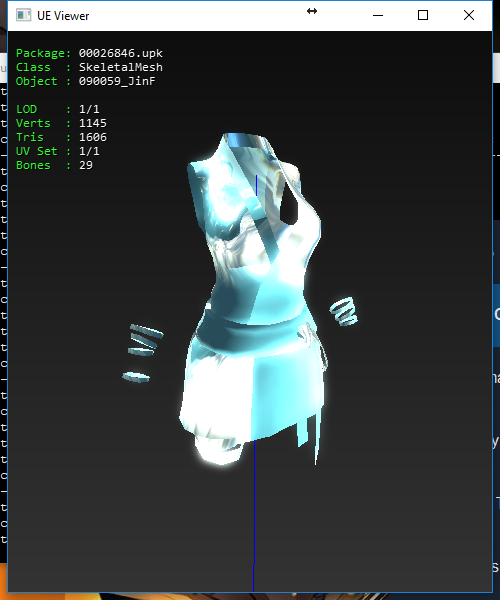 UE Viewer
Package: 00026846.upk
Class  : SkeletalMesh
Object : 090059_JinF
LOD    : 1/1
Verts  : 1145
Tris   : 1606
UV Set : 1/1
Bones  : 29